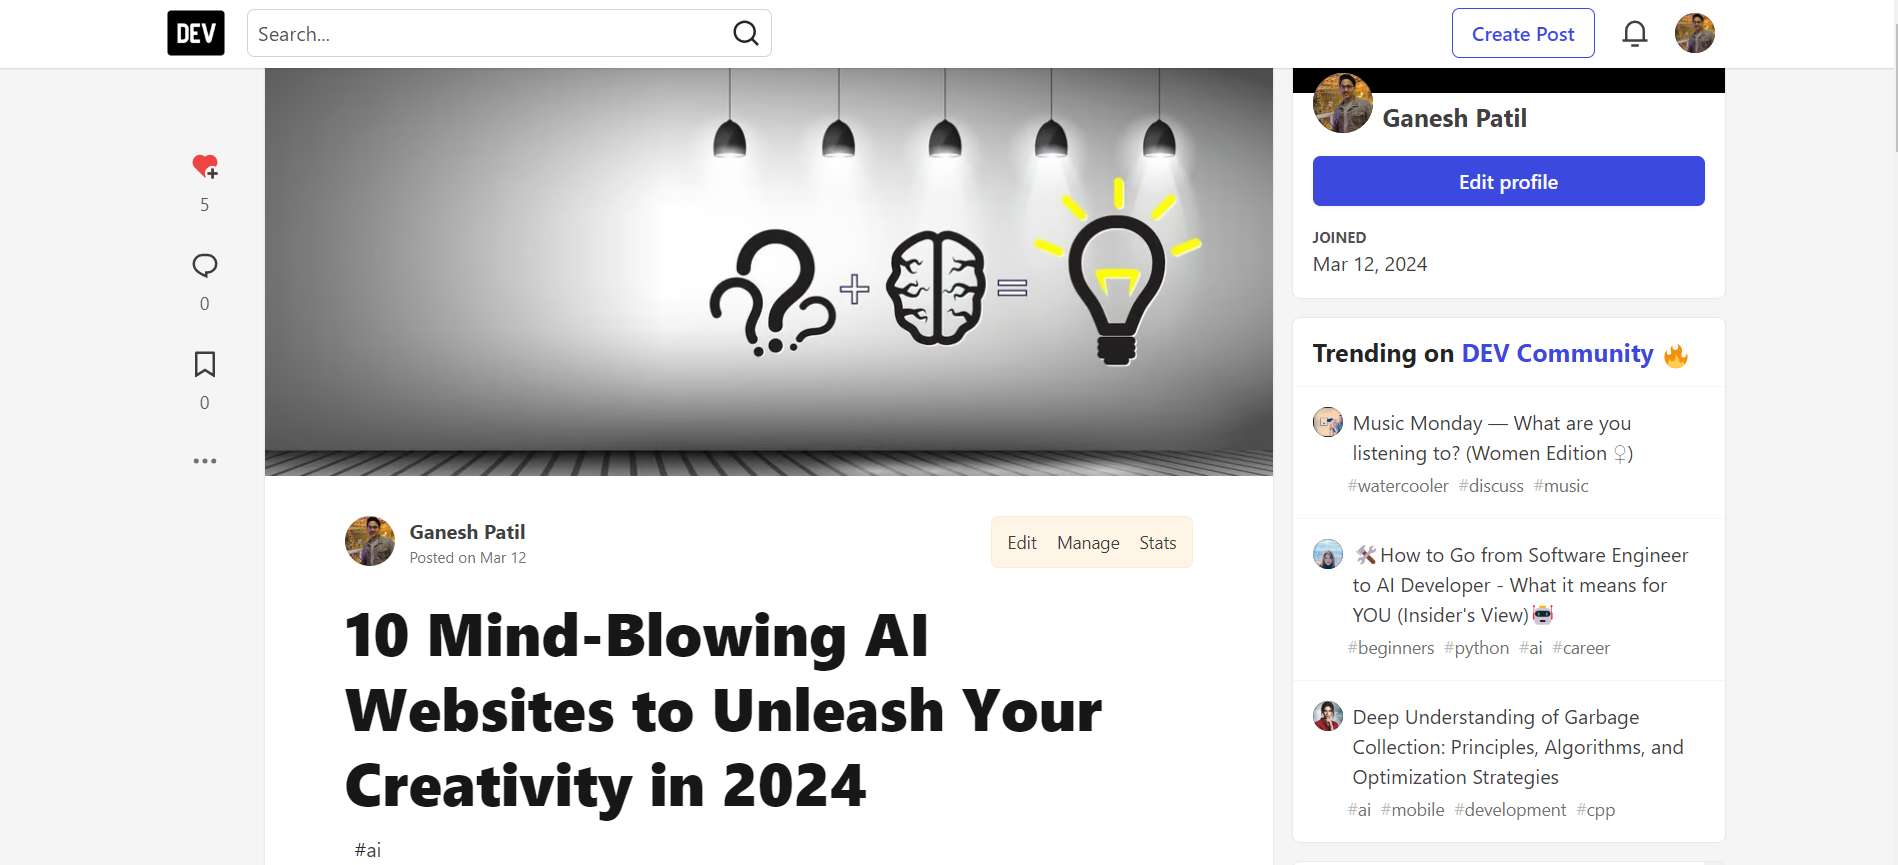 DEV
Search...
Create Post
5
0
0
Ganesh Patil
Posted on Mar 12
Edit Manage Stats
10 Mind-Blowing AI
Websites to Unleash Your
Creativity in 2024
#ai
Ganesh Patil
Edit profile
JOINED
Mar 12, 2024
Trending on DEV Community 🔥
Music Monday — What are you
listening to? (Women Edition ♀)
#watercooler #discuss #music
🛠️How to Go from Software Engineer
to AI Developer - What it means for
YOU (Insider's View)🤖
#beginners #python #ai #career
Deep Understanding of Garbage
Collection: Principles, Algorithms, and
Optimization Strategies
#ai #mobile #development #cpp